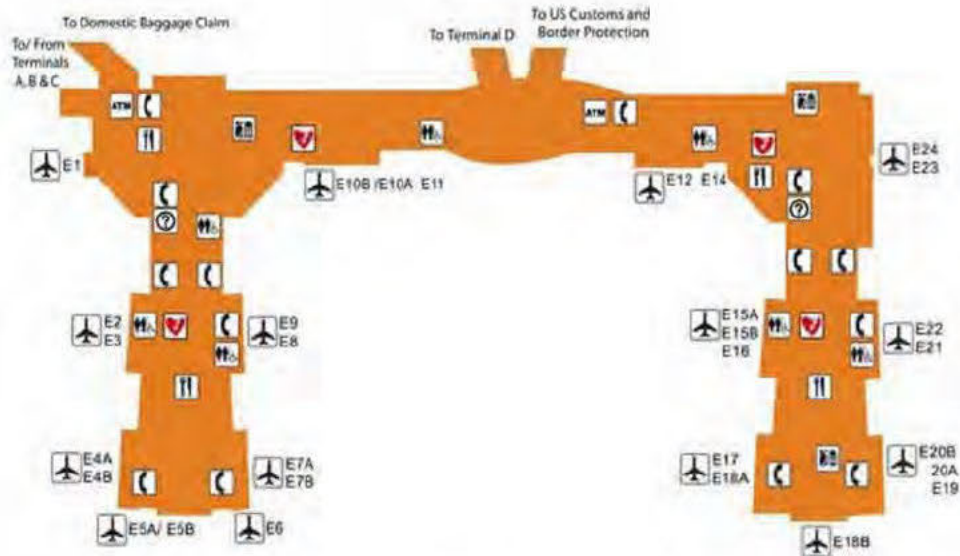 To Domestic Baggage Claim
To/ From
Terminals
A, B & C
To Terminal D
To US Customs and
Border Protection
ATM
ATM
E1
E10B /E10A E11
E12 E14
E24
E23
E2
E3
E9
E8
E15A
E15B
E16
E22
E21
E4A
E4B
E7A
E7B
E17
E18A
E20B
20A
E19
E5A/ E5B
E6
E18B